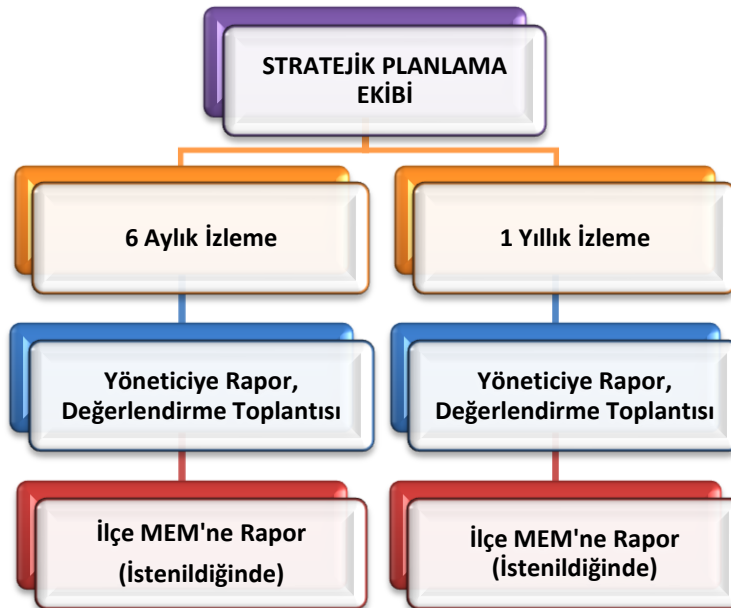 STRATEJİK PLANLAMA
EKİBİ
6 Aylık İzleme
1 Yıllık İzleme
Yöneticiye Rapor,
Değerlendirme Toplantısı
Yöneticiye Rapor,
Değerlendirme Toplantısı
İlçe MEM'ne Rapor
(İstenildiğinde)
İlçe MEM'ne Rapor
(İstenildiğinde)